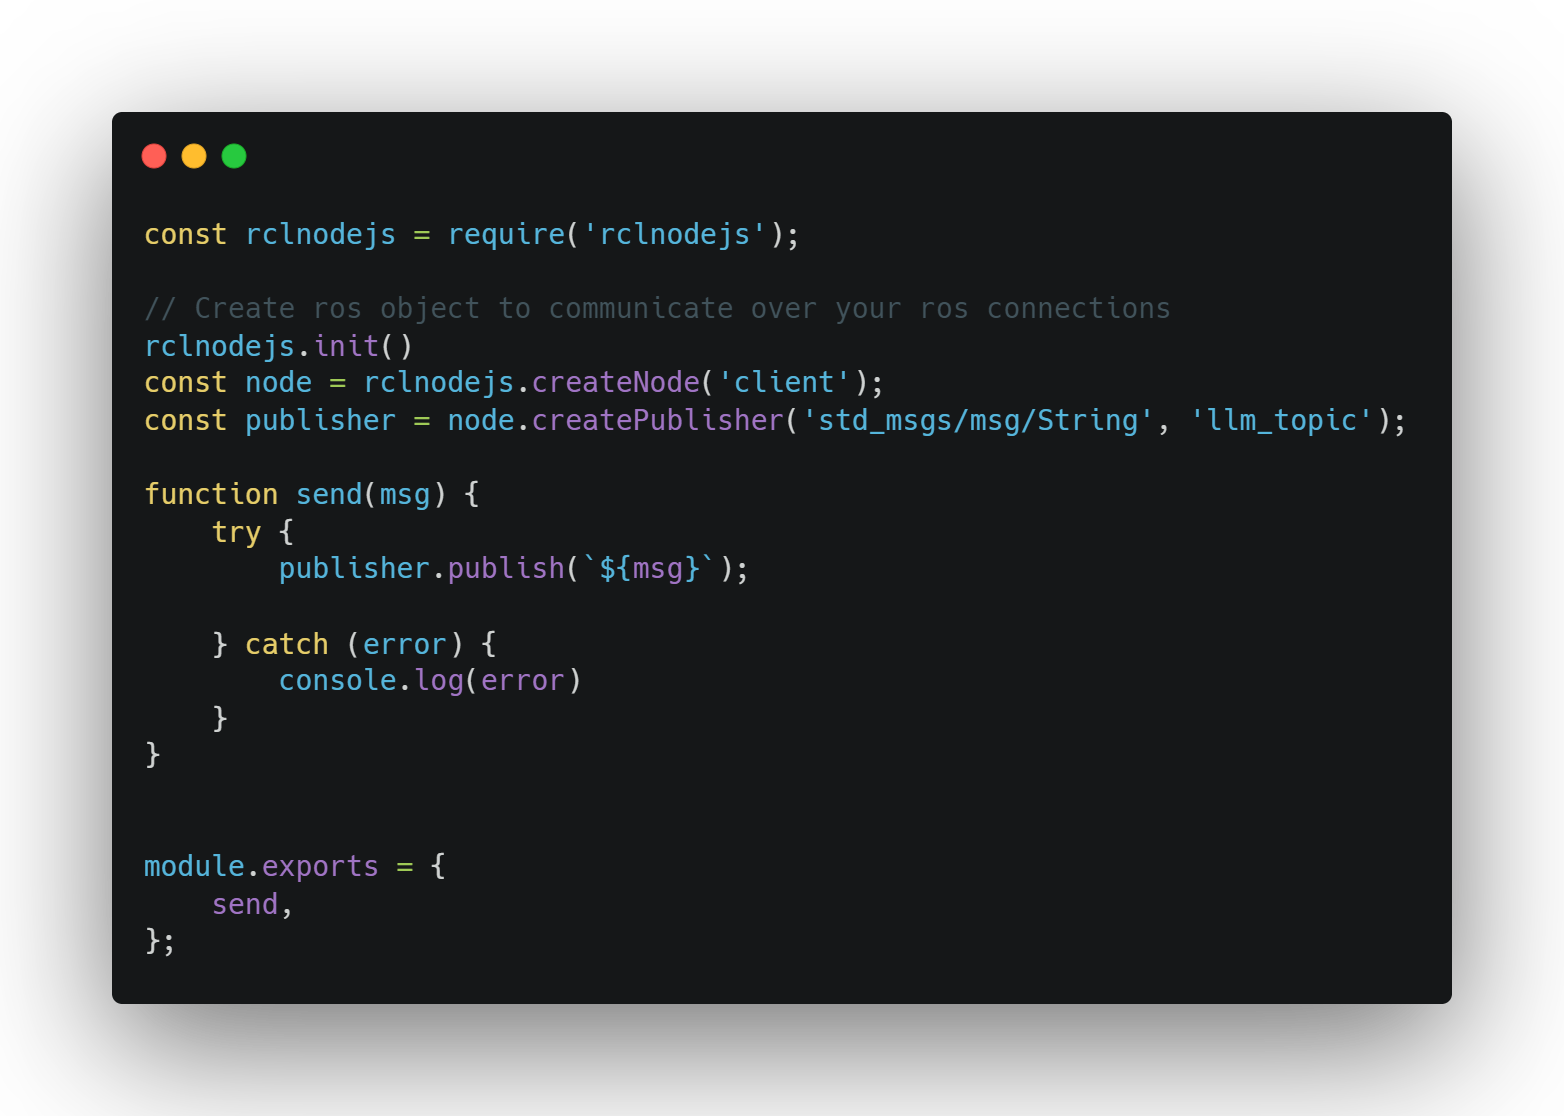 const rclnodejs = require('rclnodejs');

// Create ros object to communicate over your ros connections
rclnodejs.init()
const node = rclnodejs.createNode('client');
const publisher = node.createPublisher('std_msgs/msg/String', 'llm_topic');

function send(msg) {
    try {
        publisher.publish(`${msg}`);

    } catch (error) {
        console.log(error)
    }
}


module.exports = {
    send,
};